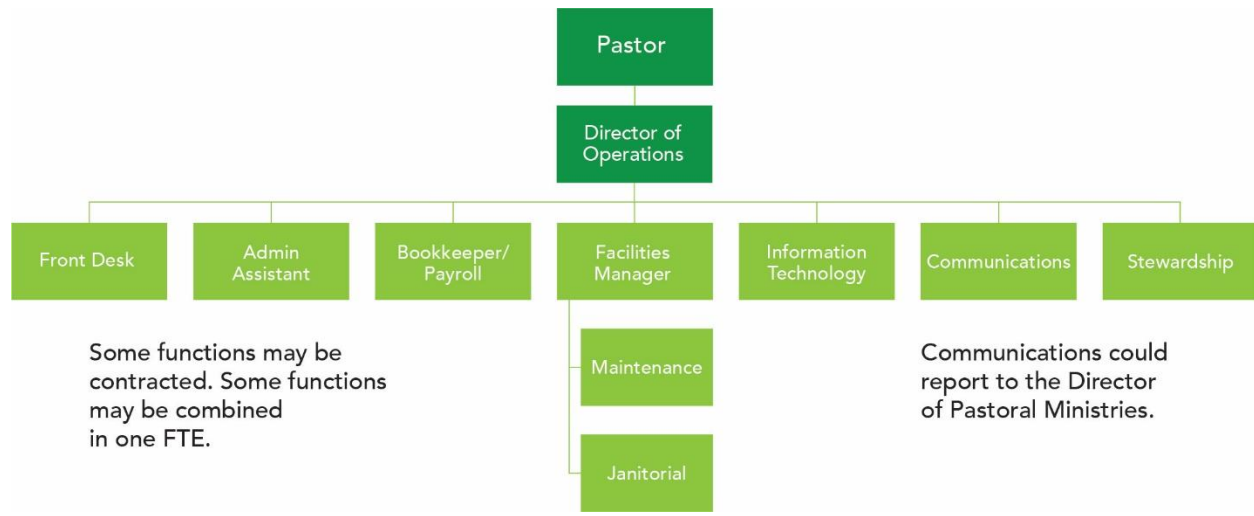 Pastor
Director of
Operations
Front Desk
Admin
Assistant
Bookkeeper/
Payroll
Facilities
Manager
Information
Technology
Communications
Stewardship
Maintenance
Janitorial
Some functions may be
contracted. Some functions
may be combined
in one FTE.
Communications could
report to the Director
of Pastoral Ministries.